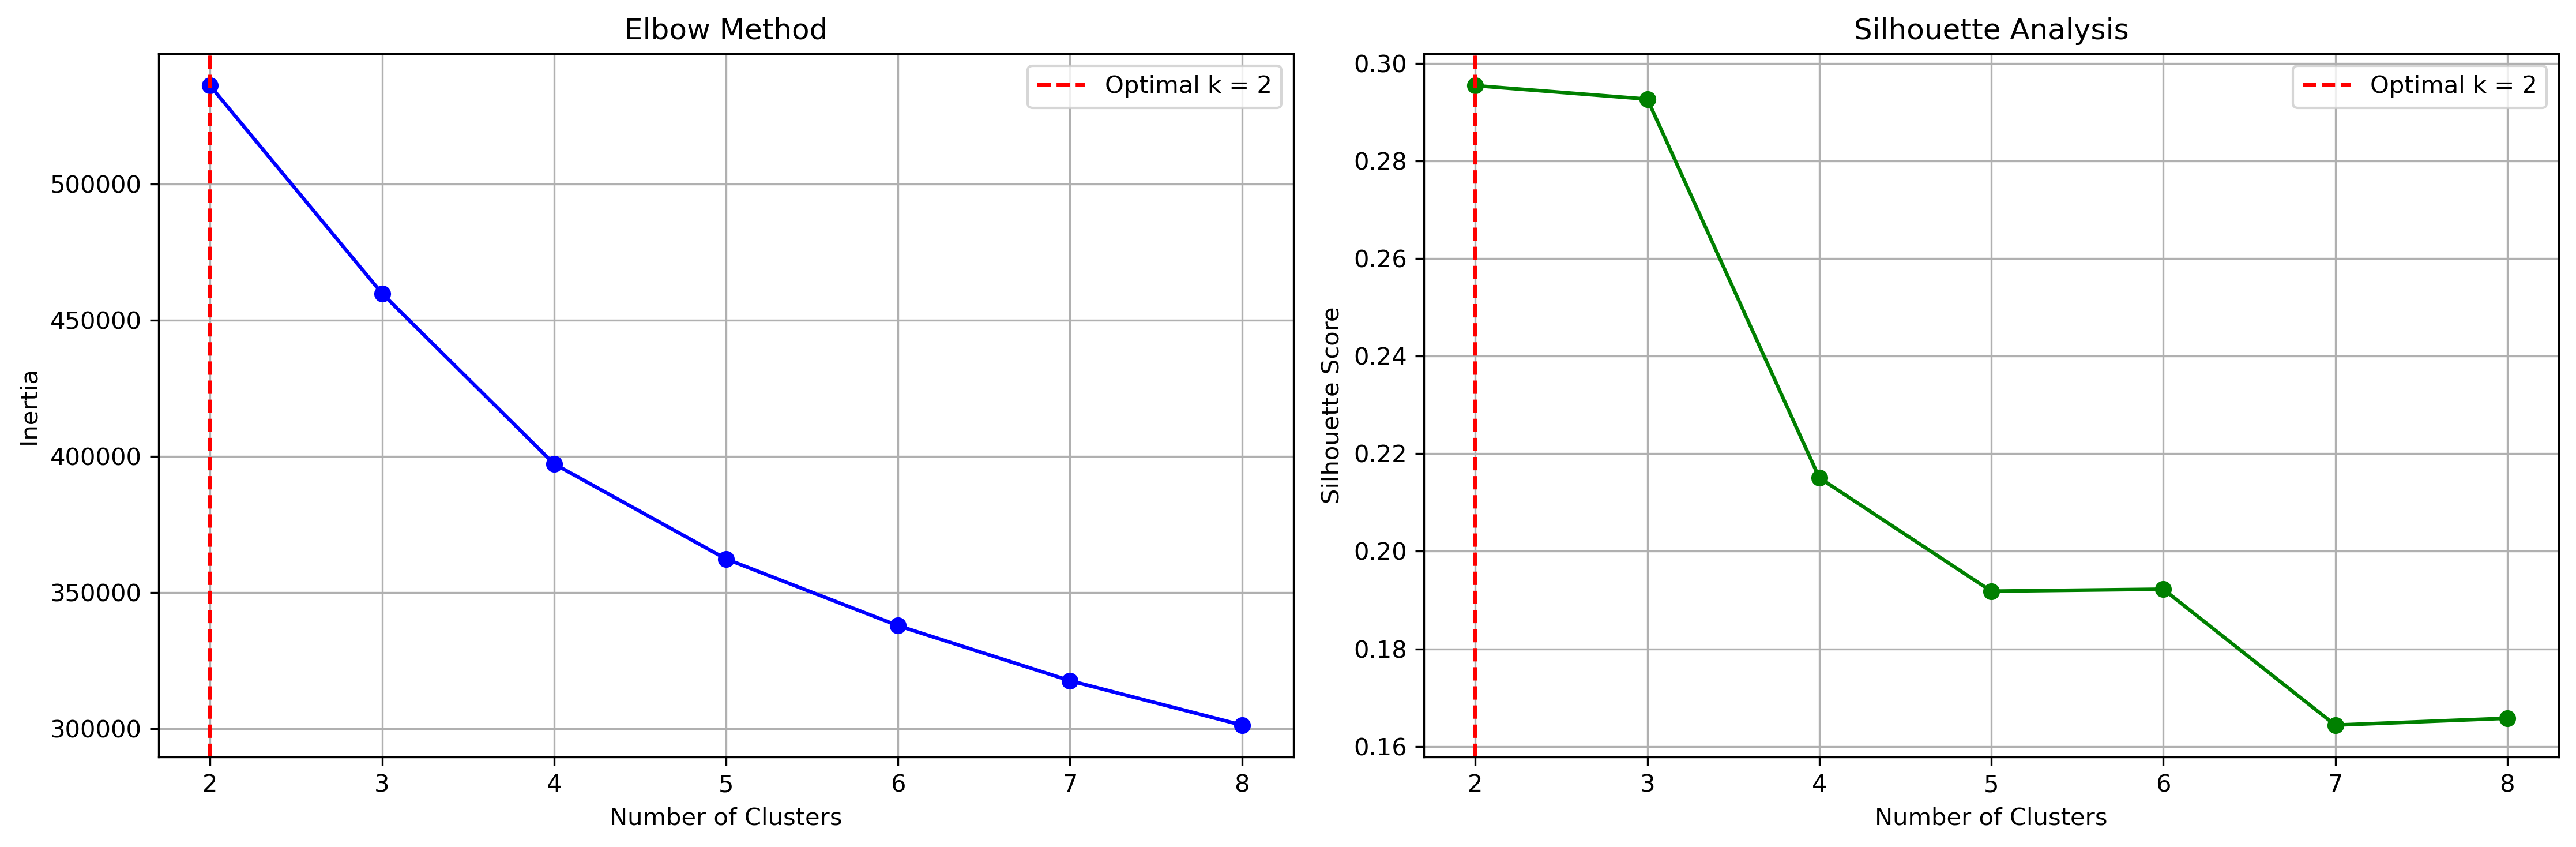 Elbow Method
Optimal k = 2
Inertia
500000
450000
400000
350000
300000
2 3 4 5 6 7 8
Number of Clusters
Silhouette Analysis
Optimal k = 2
Silhouette Score
0.30
0.28
0.26
0.24
0.22
0.20
0.18
0.16
2 3 4 5 6 7 8
Number of Clusters